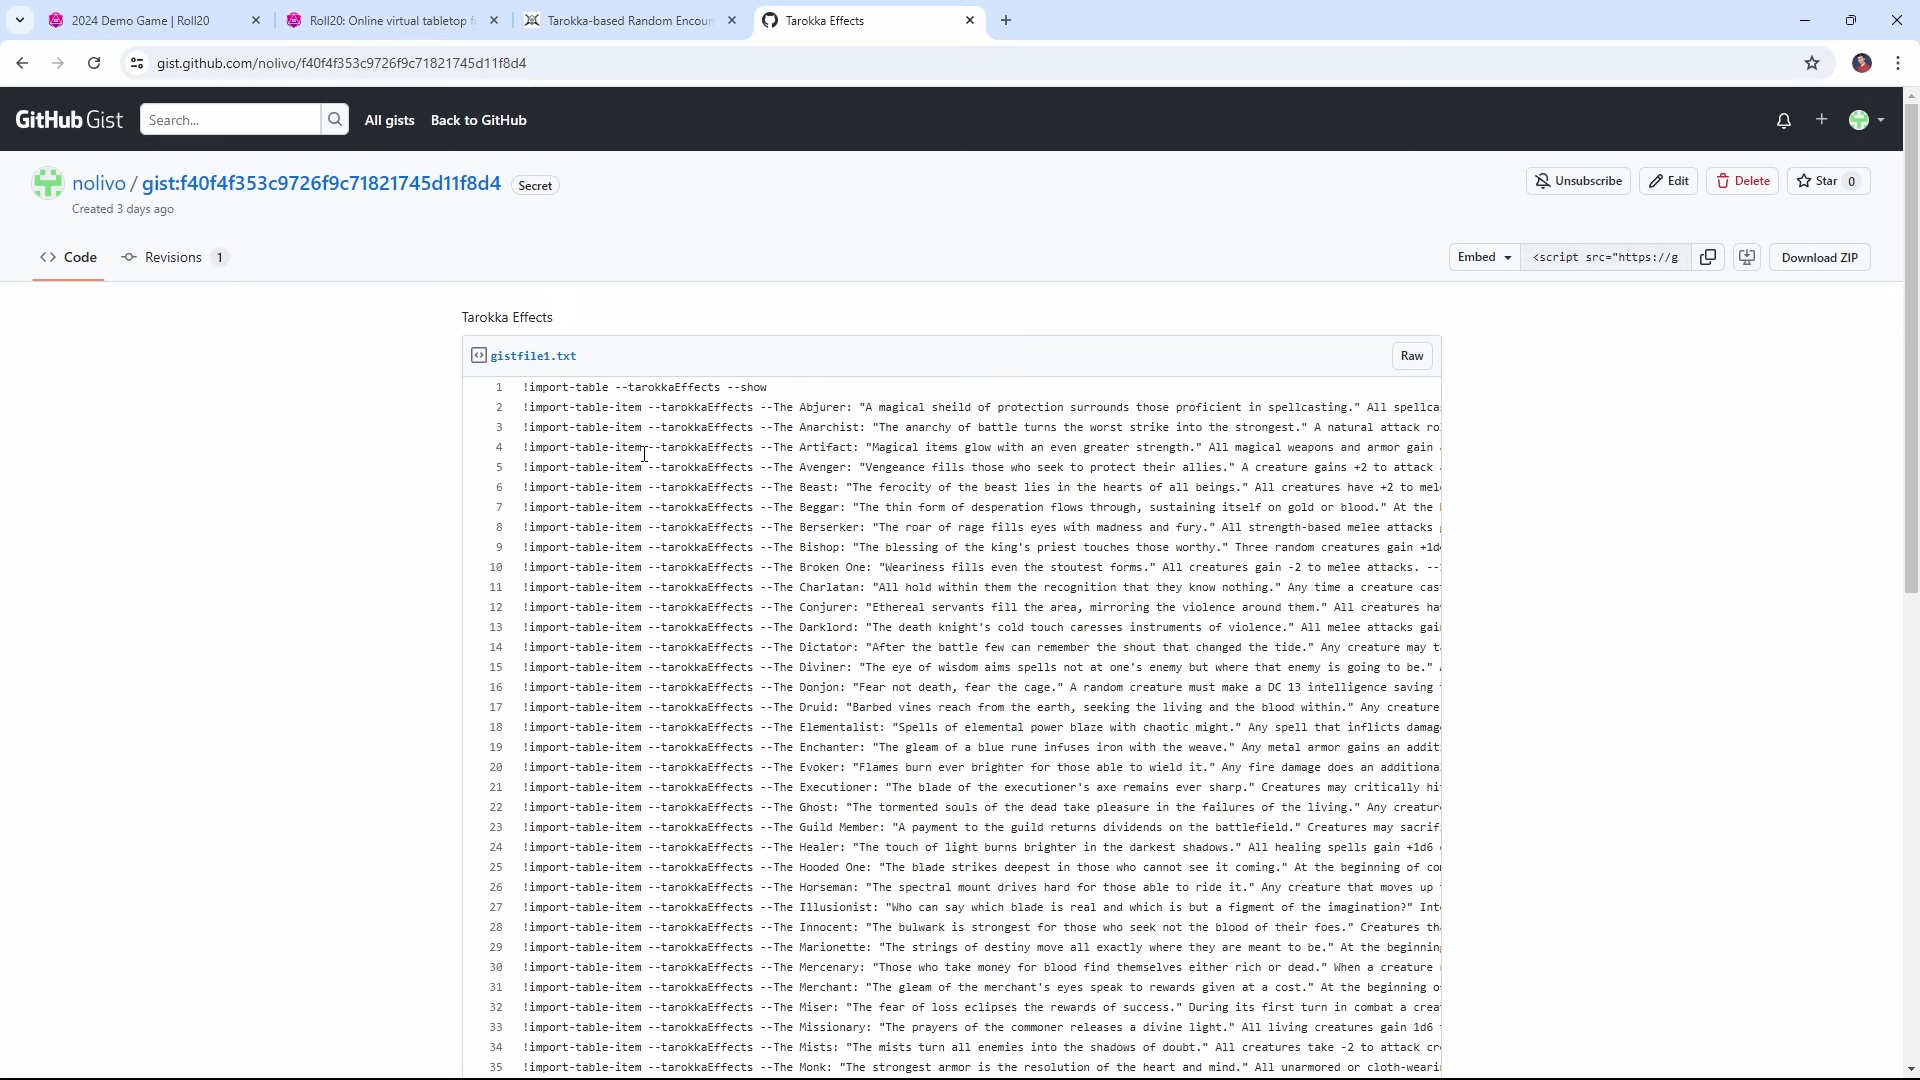 2024 Demo Game | Roll20
Roll20: Online virtual tabletop f
Tarokka-based Random Encoun
Tarokka Effects
gist.github.com/nolivo/f40f4f353c9726f9c71821745d11f8d4
GitHub Gist
Search...
All gists
Back to GitHub
nolivo / gist:f40f4f353c9726f9c71821745d11f8d4
Secret
Created 3 days ago
Unsubscribe
Edit
Delete
Star 0
Code
Revisions 1
Embed
<script src="https://g
Download ZIP
Tarokka Effects
gistfile1.txt
Raw
1 !import-table --tarokkaEffects --show
2 !import-table-item --tarokkaEffects --The Abjurer: "A magical sheild of protection surrounds those proficient in spellcasting." All spellca
3 !import-table-item --tarokkaEffects --The Anarchist: "The anarchy of battle turns the worst strike into the strongest." A natural attack ro
4 !import-table-item --tarokkaEffects --The Artifact: "Magical items glow with an even greater strength." All magical weapons and armor gain
5 !import-table-item --tarokkaEffects --The Avenger: "Vengeance fills those who seek to protect their allies." A creature gains +2 to attack
6 !import-table-item --tarokkaEffects --The Beast: "The ferocity of the beast lies in the hearts of all beings." All creatures have +2 to mel
7 !import-table-item --tarokkaEffects --The Beggar: "The thin form of desperation flows through, sustaining itself on gold or blood." At the
8 !import-table-item --tarokkaEffects --The Berserker: "The roar of rage fills eyes with madness and fury." All strength-based melee attacks
9 !import-table-item --tarokkaEffects --The Bishop: "The blessing of the king's priest touches those worthy." Three random creatures gain +1d
10 !import-table-item --tarokkaEffects --The Broken One: "Weariness fills even the stoutest forms." All creatures gain -2 to melee attacks. --
11 !import-table-item --tarokkaEffects --The Charlatan: "All hold within them the recognition that they know nothing." Any time a creature cas
12 !import-table-item --tarokkaEffects --The Conjurer: "Ethereal servants fill the area, mirroring the violence around them." All creatures ha
13 !import-table-item --tarokkaEffects --The Darklord: "The death knight's cold touch caresses instruments of violence." All melee attacks gai
14 !import-table-item --tarokkaEffects --The Dictator: "After the battle few can remember the shout that changed the tide." Any creature may t
15 !import-table-item --tarokkaEffects --The Diviner: "The eye of wisdom aims spells not at one's enemy but where that enemy is going to be."
16 !import-table-item --tarokkaEffects --The Donjon: "Fear not death, fear the cage." A random creature must make a DC 13 intelligence saving
17 !import-table-item --tarokkaEffects --The Druid: "Barbed vines reach from the earth, seeking the living and the blood within." Any creature
18 !import-table-item --tarokkaEffects --The Elementalist: "Spells of elemental power blaze with chaotic might." Any spell that inflicts damag
19 !import-table-item --tarokkaEffects --The Enchanter: "The gleam of a blue rune infuses iron with the weave." Any metal armor gains an addit
20 !import-table-item --tarokkaEffects --The Evoker: "Flames burn ever brighter for those able to wield it." Any fire damage does an additiona
21 !import-table-item --tarokkaEffects --The Executioner: "The blade of the executioner's axe remains ever sharp." Creatures may critically hi
22 !import-table-item --tarokkaEffects --The Ghost: "The tormented souls of the dead take pleasure in the failures of the living." Any creatur
23 !import-table-item --tarokkaEffects --The Guild Member: "A payment to the guild returns dividends on the battlefield." Creatures may sacrif
24 !import-table-item --tarokkaEffects --The Healer: "The touch of light burns brighter in the darkest shadows." All healing spells gain +1d6
25 !import-table-item --tarokkaEffects --The Hooded One: "The blade strikes deepest in those who cannot see it coming." At the beginning of co
26 !import-table-item --tarokkaEffects --The Horseman: "The spectral mount drives hard for those able to ride it." Any creature that moves up
27 !import-table-item --tarokkaEffects --The Illusionist: "Who can say which blade is real and which is but a figment of the imagination?" Int
28 !import-table-item --tarokkaEffects --The Innocent: "The bulwark is strongest for those who seek not the blood of their foes." Creatures th
29 !import-table-item --tarokkaEffects --The Marionette: "The strings of destiny move all exactly where they are meant to be." At the beginning
30 !import-table-item --tarokkaEffects --The Mercenary: "Those who take money for blood find themselves either rich or dead." When a creature
31 !import-table-item --tarokkaEffects --The Merchant: "The gleam of the merchant's eyes speak to rewards given at a cost." At the beginning o
32 !import-table-item --tarokkaEffects --The Miser: "The fear of loss eclipses the rewards of success." During its first turn in combat a crea
33 !import-table-item --tarokkaEffects --The Missionary: "The prayers of the commoner releases a divine light." All living creatures gain 1d6
34 !import-table-item --tarokkaEffects --The Mists: "The mists turn all enemies into the shadows of doubt." All creatures take -2 to attack cr
35 !import-table-item --tarokkaEffects --The Monk: "The strongest armor is the resolution of the heart and mind." All unarmored or cloth-weari